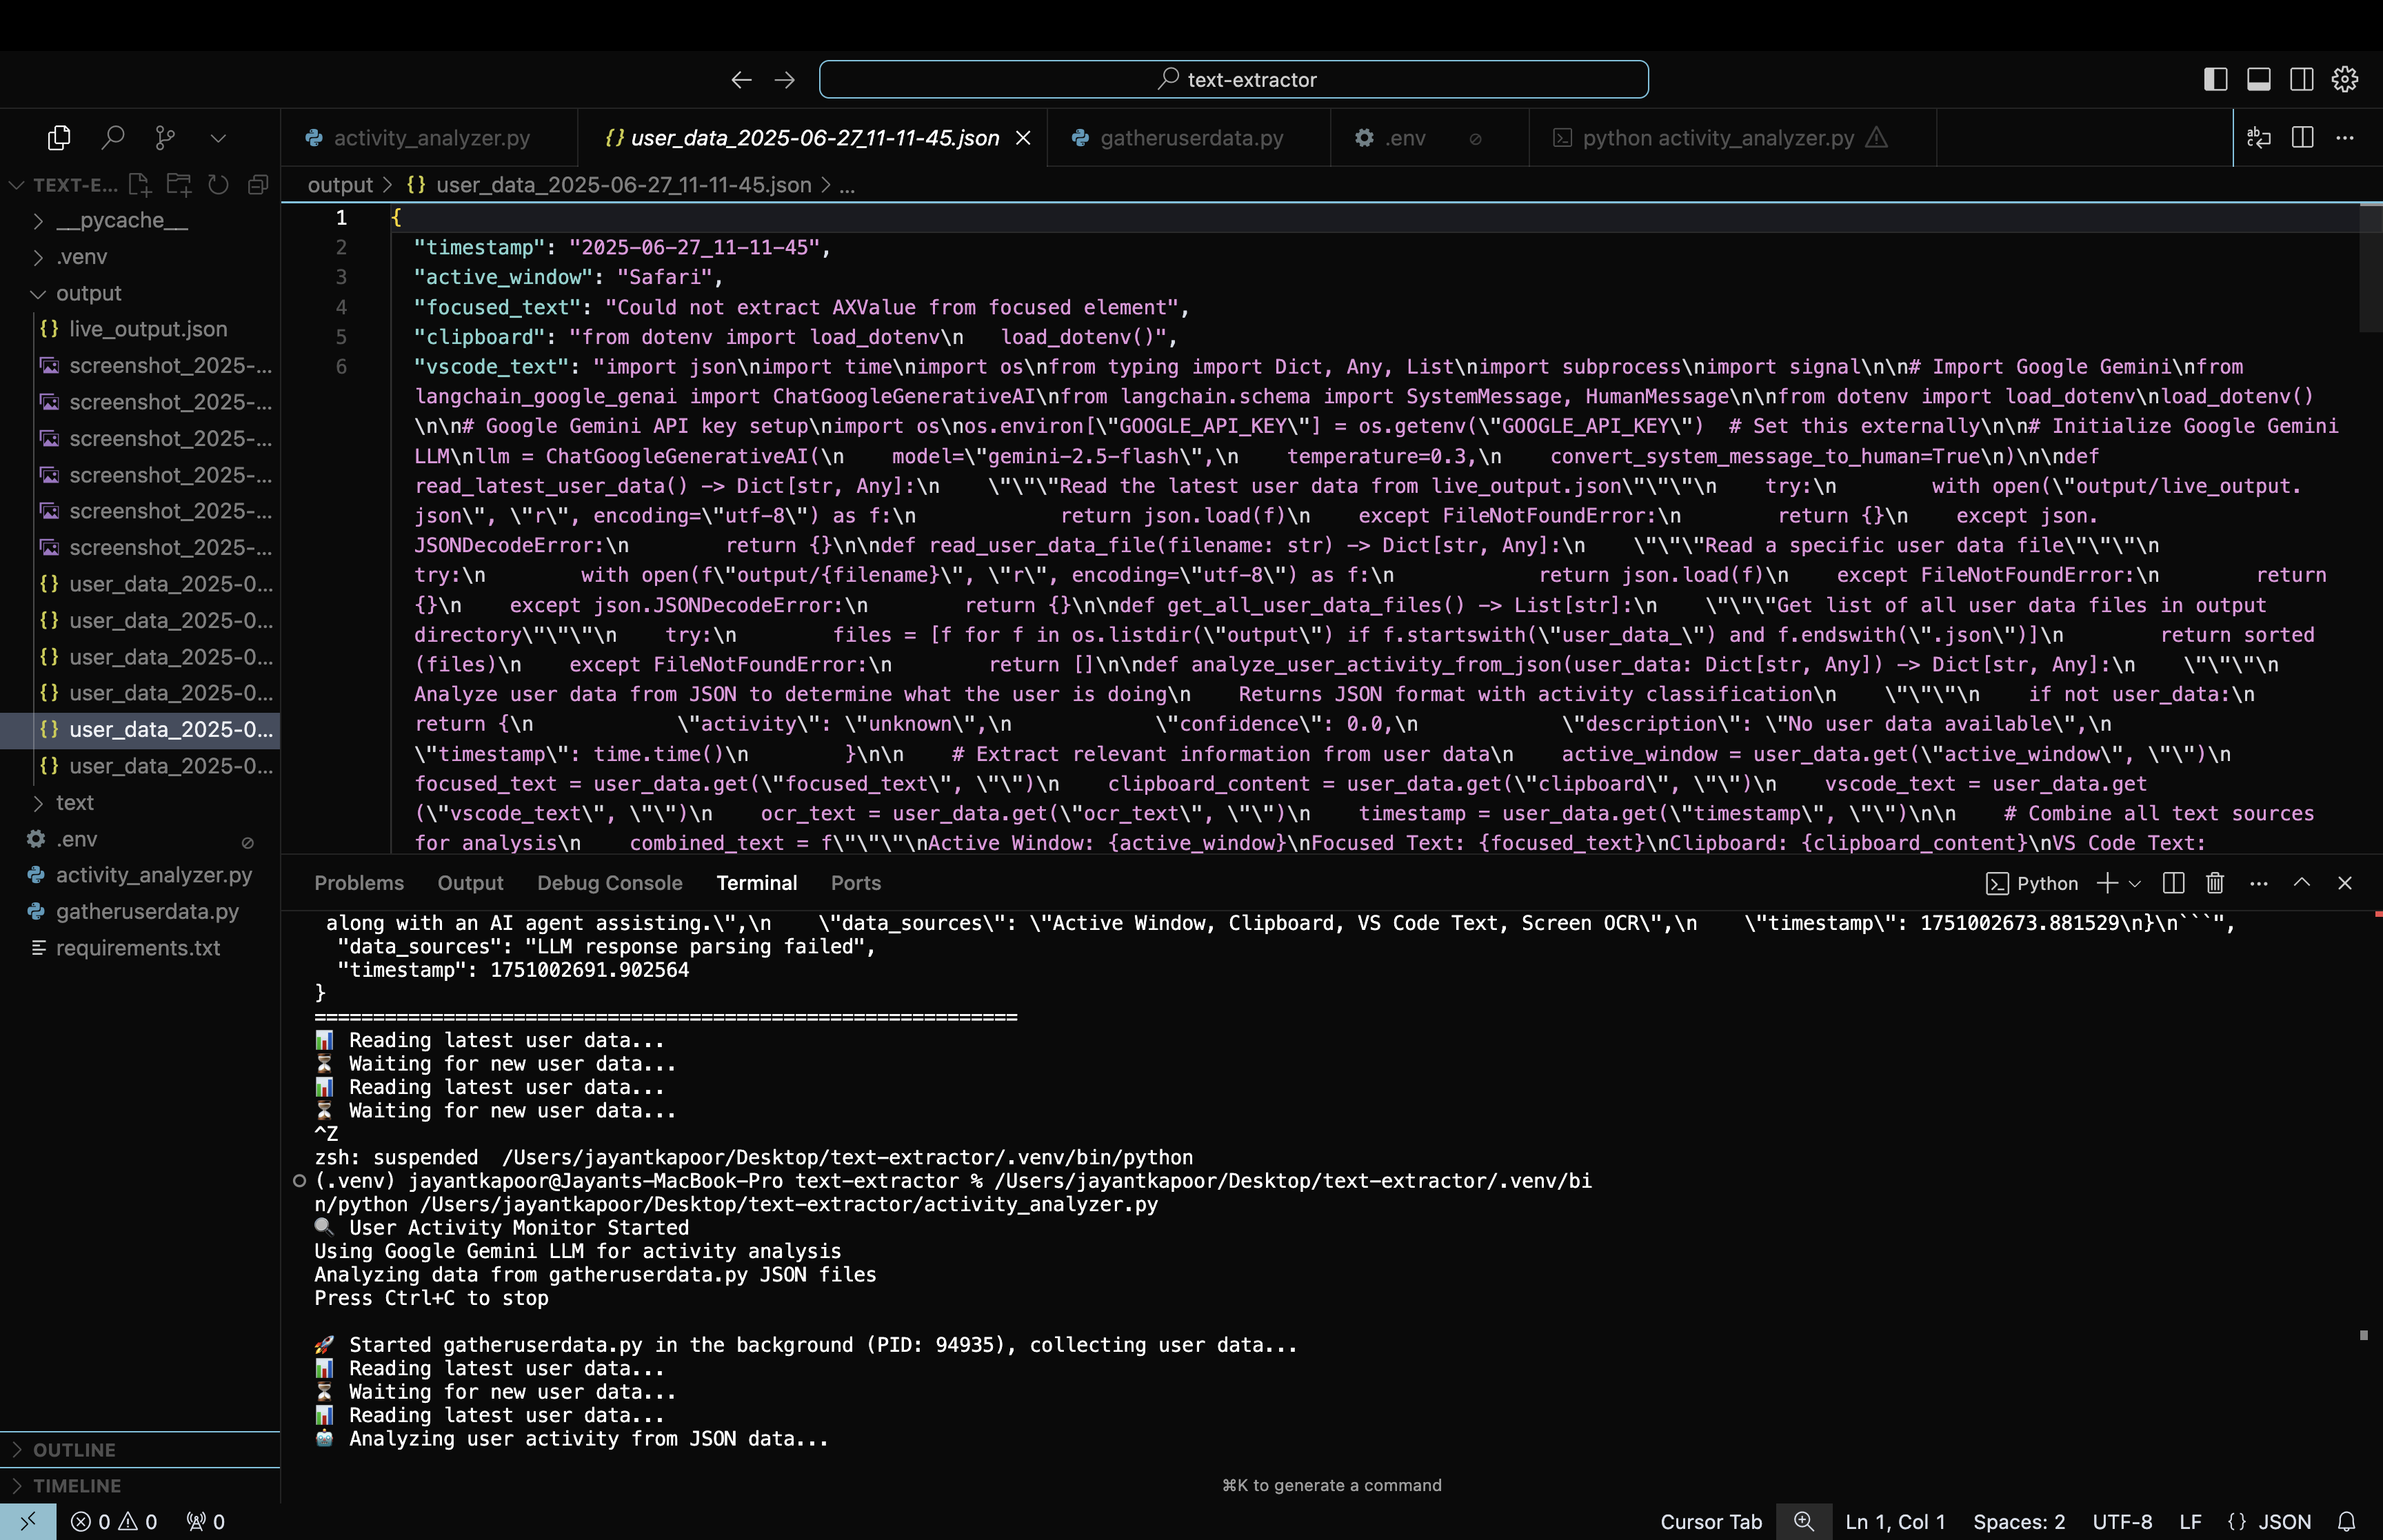 text-extractor
activity_analyzer.py
{} user_data_2025-06-27_11-11-45.json
gatheruserdata.py
.env
python activity_analyzer.py
TEXT-E...
__pycache__
.venv
output
{} live_output.json
screenshot_2025-...
screenshot_2025-...
screenshot_2025-...
screenshot_2025-...
screenshot_2025-...
screenshot_2025-...
{} user_data_2025-0...
{} user_data_2025-0...
{} user_data_2025-0...
{} user_data_2025-0...
{} user_data_2025-0...
{} user_data_2025-0...
text
.env
activity_analyzer.py
gatheruserdata.py
requirements.txt
OUTLINE
TIMELINE
output > {} user_data_2025-06-27_11-11-45.json > ...
1 {
2 "timestamp": "2025-06-27_11-11-45",
3 "active_window": "Safari",
4 "focused_text": "Could not extract AXValue from focused element",
5 "clipboard": "from dotenv import load_dotenv\n   load_dotenv()",
6 "vscode_text": "import json\nimport time\nimport os\nfrom typing import Dict, Any, List\nimport subprocess\nimport signal\n\n# Import Google Gemini\nfrom
langchain_google_genai import ChatGoogleGenerativeAI\nfrom langchain.schema import SystemMessage, HumanMessage\n\nfrom dotenv import load_dotenv\nload_dotenv()
\n\n# Google Gemini API key setup\nimport os\nos.environ[\"GOOGLE_API_KEY\"] = os.getenv(\"GOOGLE_API_KEY\")  # Set this externally\n\n# Initialize Google Gemini
LLM\nllm = ChatGoogleGenerativeAI(\n    model=\"gemini-2.5-flash\",\n    temperature=0.3,\n    convert_system_message_to_human=True\n)\n\ndef
read_latest_user_data() -> Dict[str, Any]:\n    \"\"\"Read the latest user data from live_output.json\"\"\"\n    try:\n        with open(\"output/live_output.
json\", \"r\", encoding=\"utf-8\") as f:\n            return json.load(f)\n    except FileNotFoundError:\n        return {}\n    except json.
JSONDecodeError:\n        return {}\n\ndef read_user_data_file(filename: str) -> Dict[str, Any]:\n    \"\"\"Read a specific user data file\"\"\"\n
try:\n        with open(f\"output/{filename}\", \"r\", encoding=\"utf-8\") as f:\n            return json.load(f)\n    except FileNotFoundError:\n        return
{}\n    except json.JSONDecodeError:\n        return {}\n\ndef get_all_user_data_files() -> List[str]:\n    \"\"\"Get list of all user data files in output
directory\"\"\"\n    try:\n        files = [f for f in os.listdir(\"output\") if f.startswith(\"user_data_\") and f.endswith(\".json\")]\n        return sorted
(files)\n    except FileNotFoundError:\n        return []\n\ndef analyze_user_activity_from_json(user_data: Dict[str, Any]) -> Dict[str, Any]:\n    \"\"\"\n
Analyze user data from JSON to determine what the user is doing\n    Returns JSON format with activity classification\n    \"\"\"\n    if not user_data:\n
return {\n            \"activity\": \"unknown\",\n            \"confidence\": 0.0,\n            \"description\": \"No user data available\",\n
\"timestamp\": time.time()\n        }\n\n    # Extract relevant information from user data\n    active_window = user_data.get(\"active_window\", \"\")\n
focused_text = user_data.get(\"focused_text\", \"\")\n    clipboard_content = user_data.get(\"clipboard\", \"\")\n    vscode_text = user_data.get
(\"vscode_text\", \"\")\n    ocr_text = user_data.get(\"ocr_text\", \"\")\n    timestamp = user_data.get(\"timestamp\", \"\")\n\n    # Combine all text sources
for analysis\n    combined_text = f\"\"\"\nActive Window: {active_window}\nFocused Text: {focused_text}\nClipboard: {clipboard_content}\nVS Code Text:
Problems Output Debug Console Terminal Ports
Python
along with an AI agent assisting.\",\n    \"data_sources\": \"Active Window, Clipboard, VS Code Text, Screen OCR\",\n    \"timestamp\": 1751002673.881529\n}\n```",
"data_sources": "LLM response parsing failed",
"timestamp": 1751002691.902564
}
============================================================
📊 Reading latest user data...
⏳ Waiting for new user data...
📊 Reading latest user data...
⏳ Waiting for new user data...
^Z
zsh: suspended  /Users/jayantkapoor/Desktop/text-extractor/.venv/bin/python
(.venv) jayantkapoor@Jayants-MacBook-Pro text-extractor % /Users/jayantkapoor/Desktop/text-extractor/.venv/bi
n/python /Users/jayantkapoor/Desktop/text-extractor/activity_analyzer.py
🔍 User Activity Monitor Started
Using Google Gemini LLM for activity analysis
Analyzing data from gatheruserdata.py JSON files
Press Ctrl+C to stop
🚀 Started gatheruserdata.py in the background (PID: 94935), collecting user data...
📊 Reading latest user data...
⏳ Waiting for new user data...
📊 Reading latest user data...
🤖 Analyzing user activity from JSON data...
⌘K to generate a command
0 0 0
Cursor Tab
Ln 1, Col 1
Spaces: 2
UTF-8
LF
{} JSON